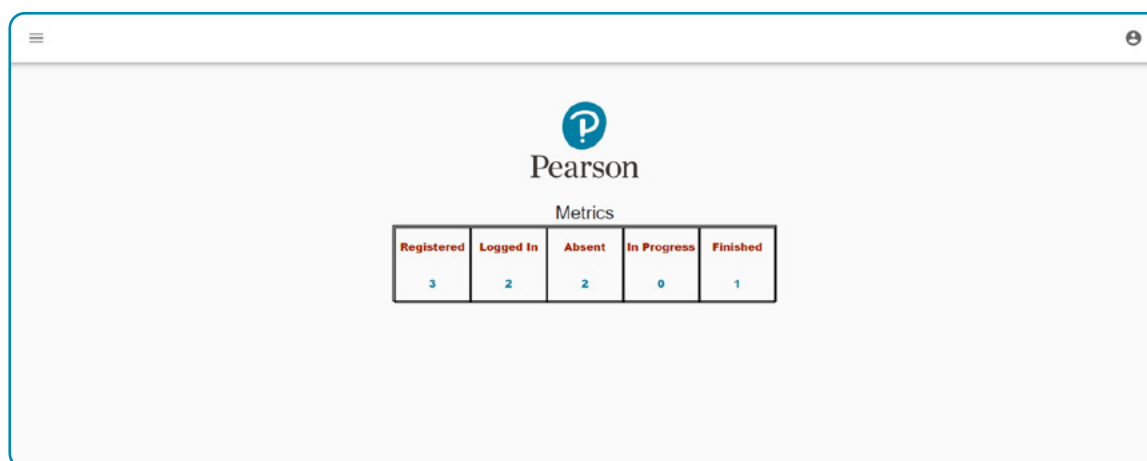 Pearson
Metrics
Registered Logged In Absent In Progress Finished
3 2 2 0 1